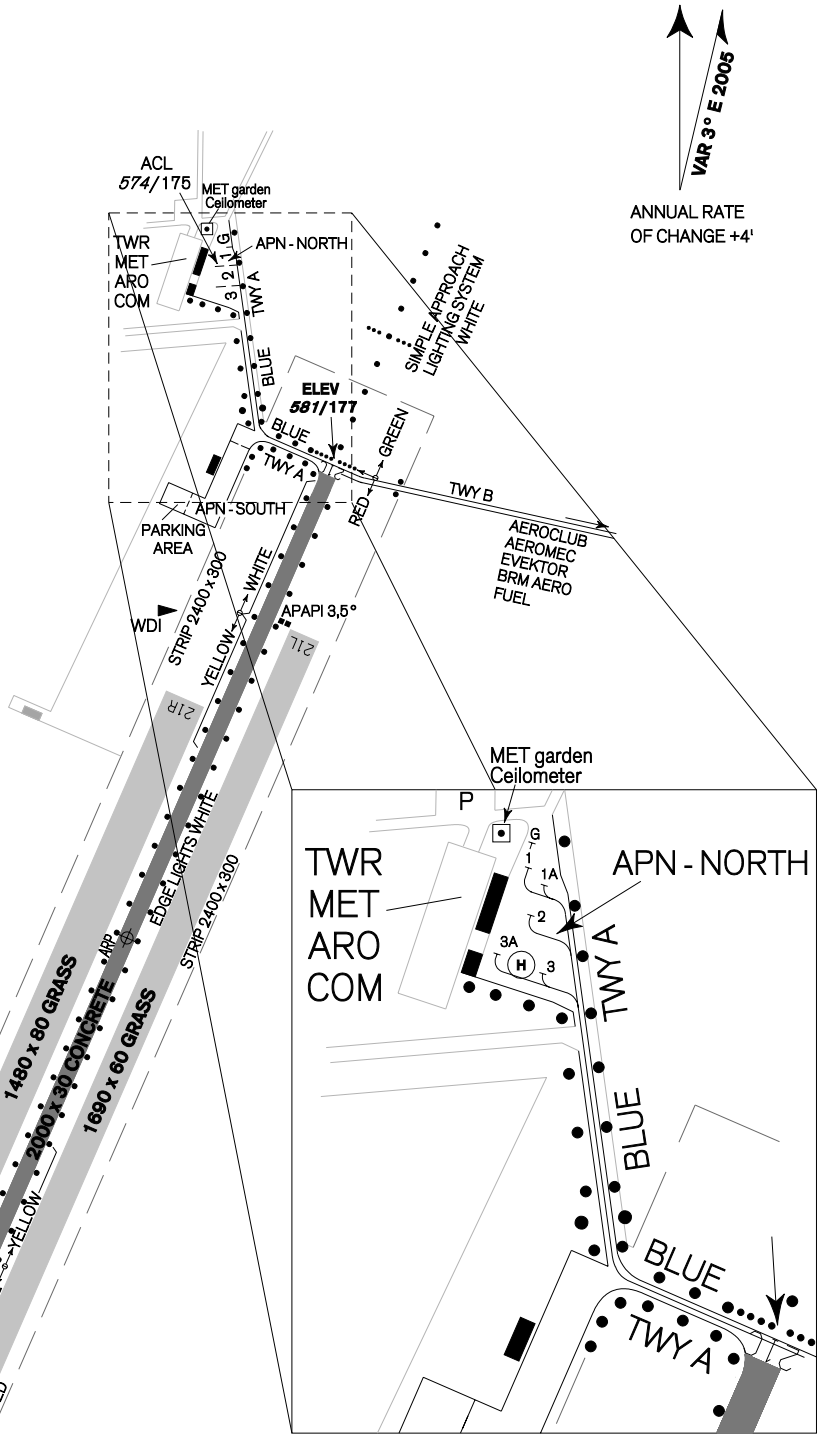 VAR 3° E 2005
ANNUAL RATE
OF CHANGE +4'
ACL
574/175
MET garden
Ceilometer
TWR
MET
ARO
COM
G
1
2
3
APN - NORTH
TWY A
BLUE
SIMPLE APPROACH
LIGHTING SYSTEM
WHITE
ELEV
581/177
BLUE
GREEN
TWY A
RED
TWY B
APN - SOUTH
PARKING
AREA
AEROCLUB
AEROMEC
EVEKTOR
BRM AERO
FUEL
WHITE
STRIP 2400 x 300
WDI
APAPI 3,5°
YELLOW
21L
21R
EDGE LIGHTS WHITE
STRIP 2400 x 300
ARP
1480 x 80 GRASS
2000 x 30 CONCRETE
1690 x 60 GRASS
YELLOW
MET garden
Ceilometer
P
G
1
1A
2
3A
H
3
TWR
MET
ARO
COM
APN - NORTH
TWY A
BLUE
BLUE
TWY A